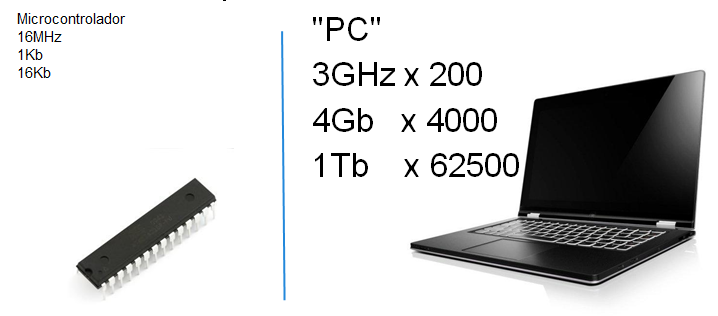 Microcontrolador
16MHz
1Kb
16Kb
"PC"
3GHz x 200
4Gb x 4000
1Tb x 62500